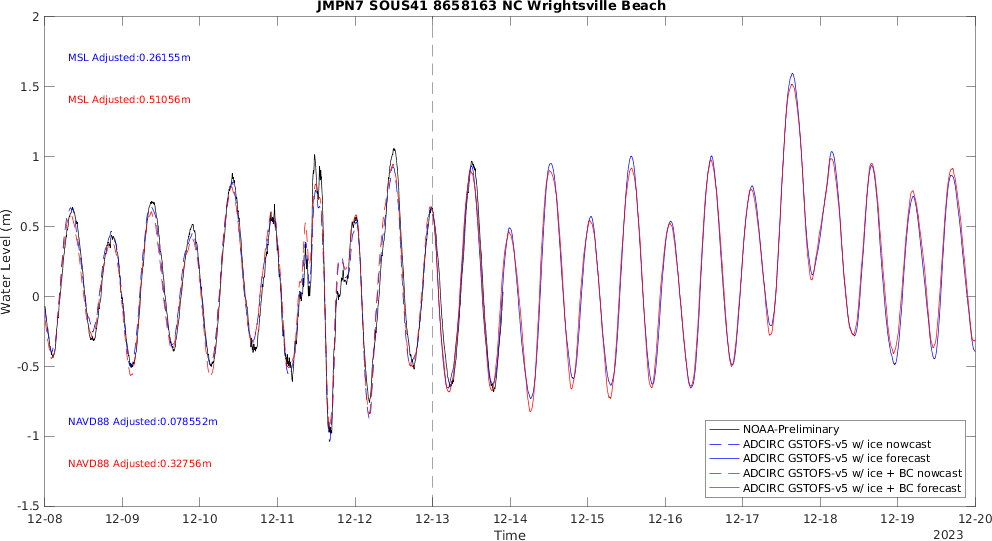 JMPN7 SOUS41 8658163 NC Wrightsville Beach
2
1.5
1
0.5
0
-0.5
-1
-1.5
Water Level (m)
MSL Adjusted:0.26155m
MSL Adjusted:0.51056m
NAVD88 Adjusted:0.078552m
NAVD88 Adjusted:0.32756m
NOAA-Preliminary
ADCIRC GSTOFS-v5 w/ ice nowcast
ADCIRC GSTOFS-v5 w/ ice forecast
ADCIRC GSTOFS-v5 w/ ice + BC nowcast
ADCIRC GSTOFS-v5 w/ ice + BC forecast
12-08 12-09 12-10 12-11 12-12 12-13 12-14 12-15 12-16 12-17 12-18 12-19 12-20
Time
2023